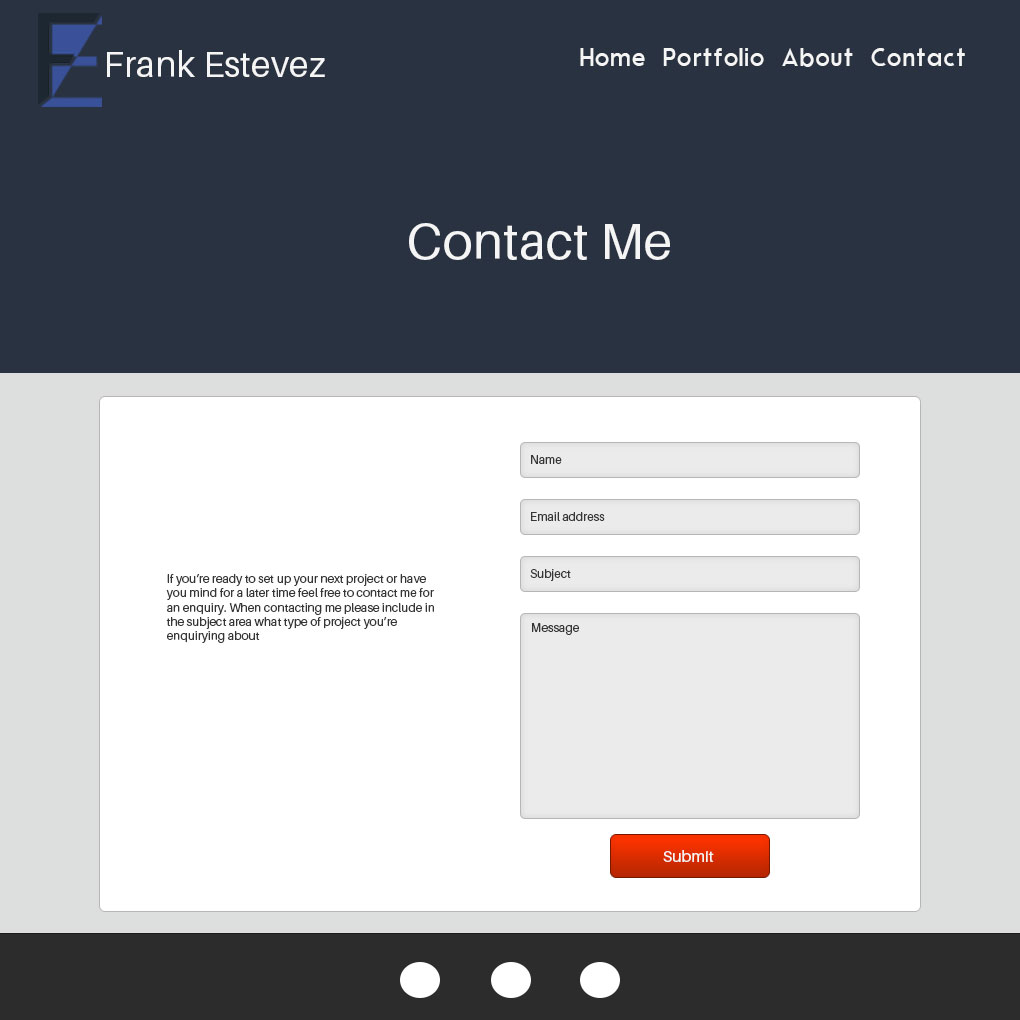 Frank Estevez
Home Portfolio About Contact
Contact Me
If you're ready to set up your next project or have
you mind for a later time feel free to contact me for
an enquiry. When contacting me please include in
the subject area what type of project you're
enquirying about
Name
Email address
Subject
Message
Submit